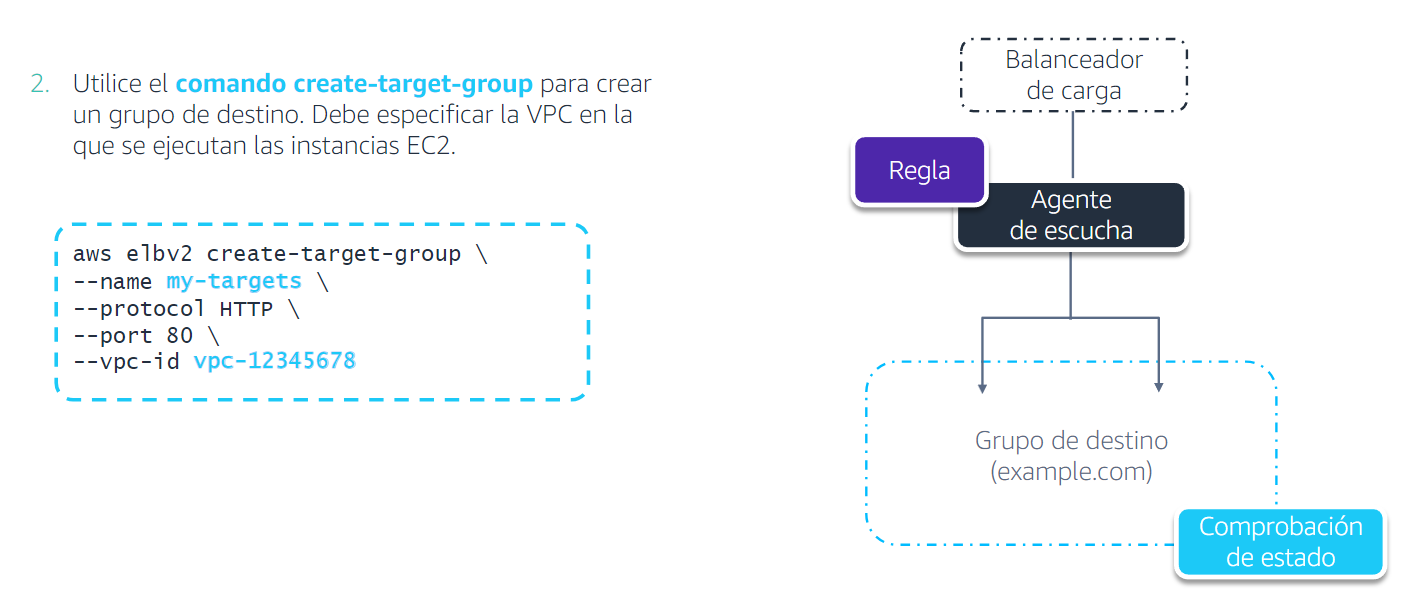 2. Utilice el comando create-target-group para crear
un grupo de destino. Debe especificar la VPC en la
que se ejecutan las instancias EC2.
aws elbv2 create-target-group \
--name my-targets \
--protocol HTTP \
--port 80 \
--vpc-id vpc-12345678
Balanceador
de carga
Regla
Agente
de escucha
Grupo de destino
(example.com)
Comprobación
de estado